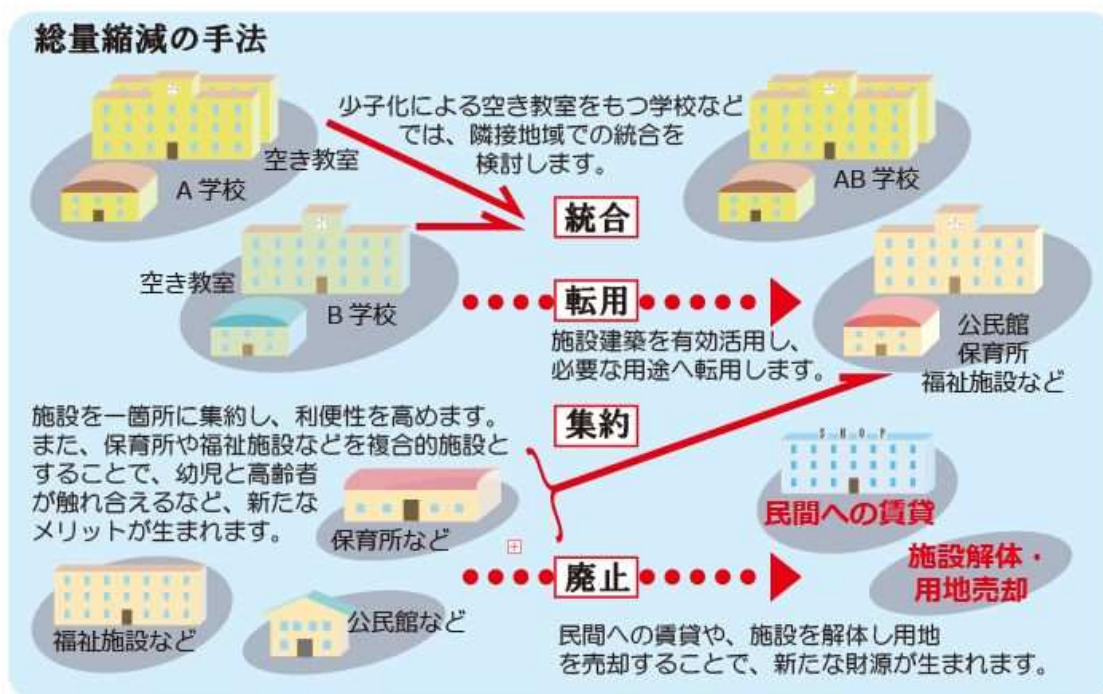 総量縮減の手法
少子化による空き教室をもつ学校など
では、隣接地域での統合を
検討します。
空き教室
A 学校
AB 学校
統合
空き教室
B 学校
転用
施設建築を有効活用し、
必要な用途へ転用します。
公民館
保育所
福祉施設など
施設を一箇所に集約し、利便性を高めます。
また、保育所や福祉施設などを複合的施設と
することで、幼児と高齢者
が触れ合えるなど、新たな
メリットが生まれます。
集約
SHOP
民間への賃貸
保育所など
廃止
施設解体・
用地売却
福祉施設など
公民館など
民間への賃貸や、施設を解体し用地
を売却することで、新たな財源が生まれます。